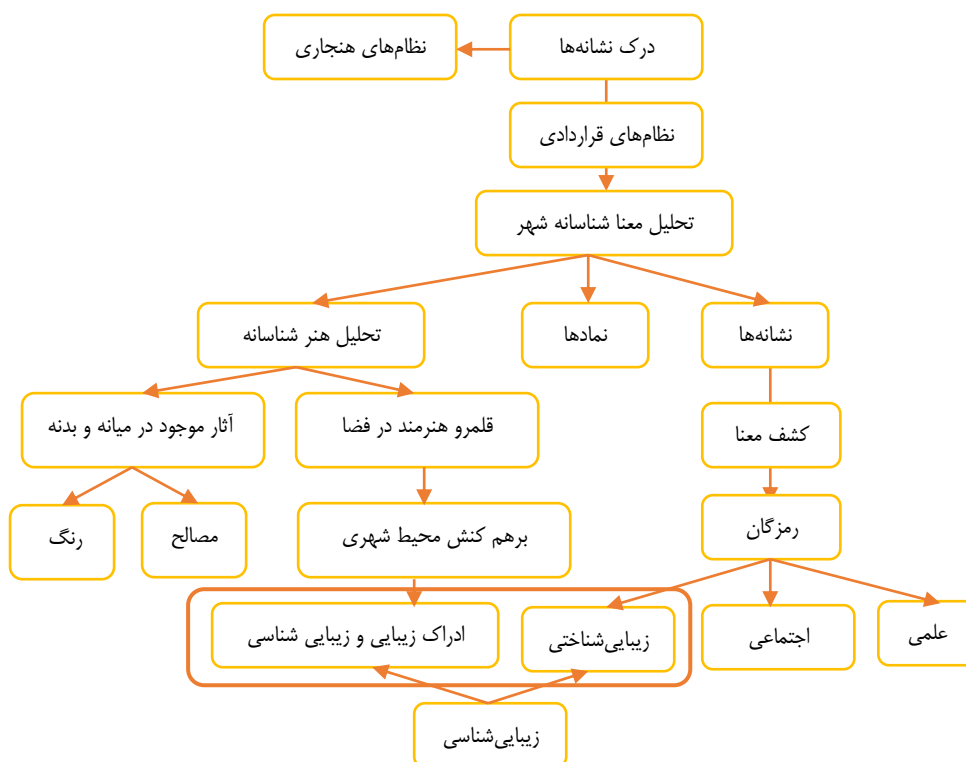 درک نشانه‌ها
نظام‌های هنجاری
نظام‌های قراردادی
تحلیل معنا شناسانه شهر
نشانه‌ها
نمادها
تحلیل هنر شناسانه
کشف معنا
قلمرو هنرمند در فضا
آثار موجود در میانه و بدنه
رمزگان
برهم کنش محیط شهری
مصالح
رنگ
علمی
اجتماعی
زیبایی‌شناختی
ادراک زیبایی و زیبایی شناسی
زیبایی‌شناسی